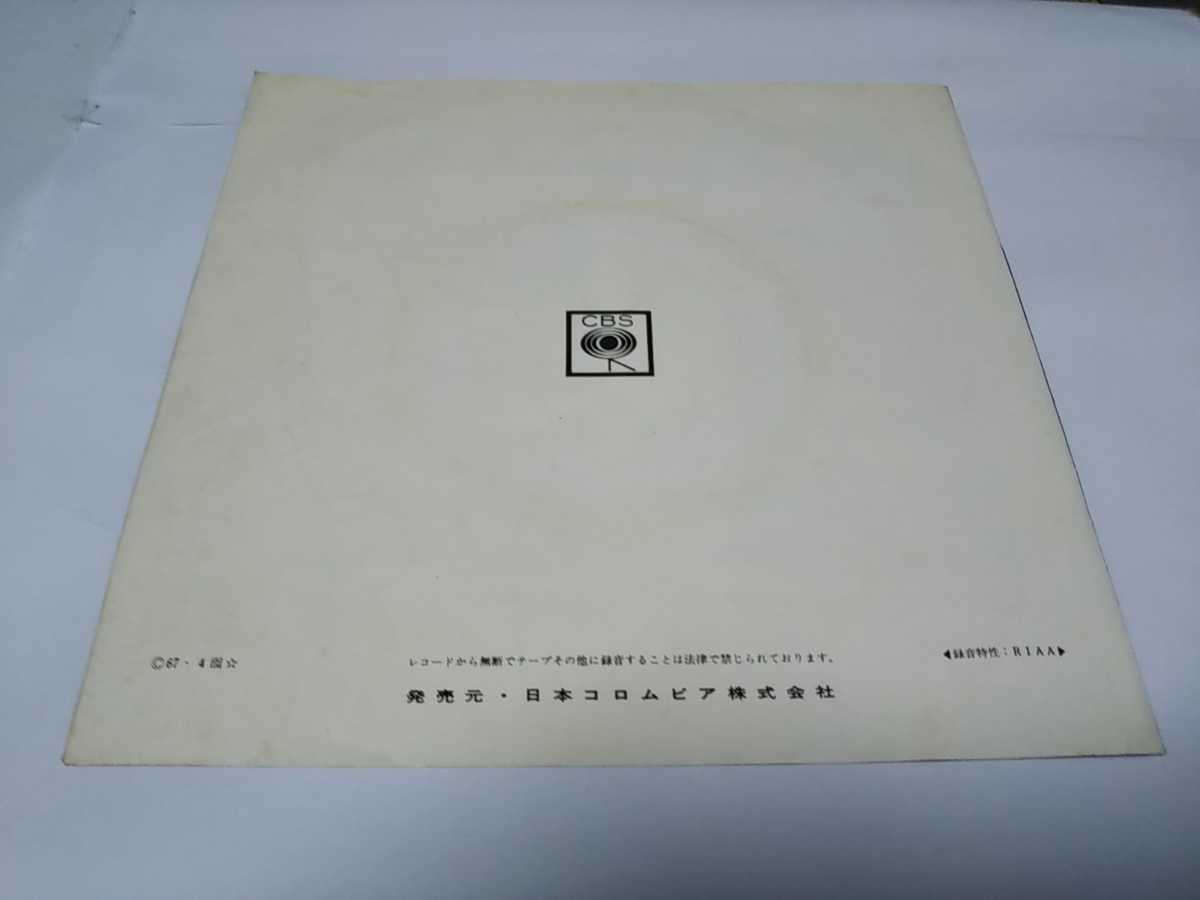 CBS
Ⓒ67・4 ☆
レコードから無断でテープその他に録音することは法律で禁じられております。
◀録音特性：RIAA▶
発売元・日本コロムビア株式会社